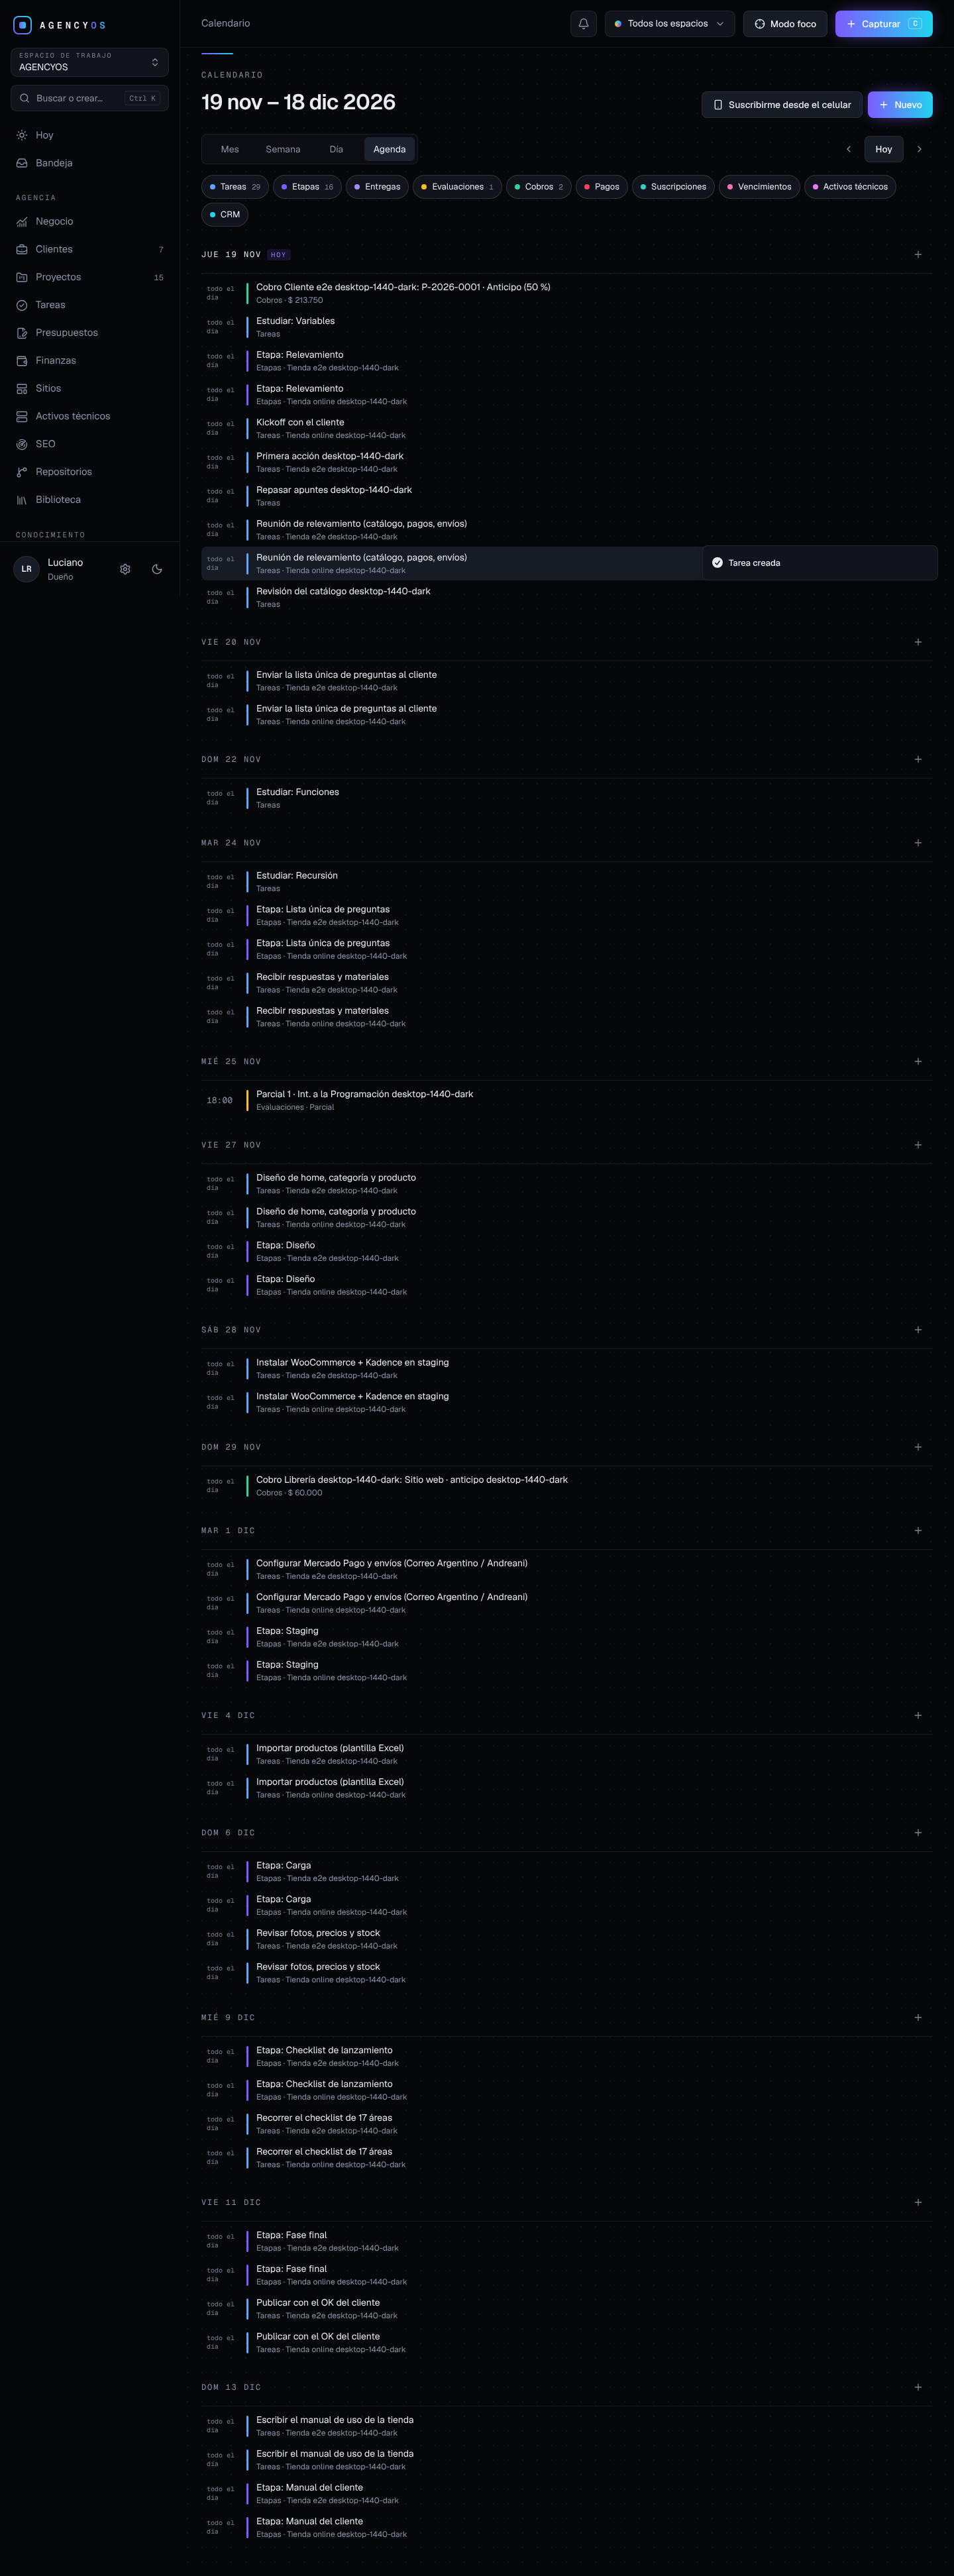 AGENCYOS
ESPACIO DE TRABAJO
AGENCYOS
Buscar o crear... Ctrl K
Hoy
Bandeja
AGENCIA
Negocio
Clientes 7
Proyectos 15
Tareas
Presupuestos
Finanzas
Sitios
Activos técnicos
SEO
Repositorios
Biblioteca
CONOCIMIENTO
LR
Luciano
Dueño
Calendario
Todos los espacios
Modo foco
Capturar C
CALENDARIO
19 nov – 18 dic 2026
Suscribirme desde el celular
Nuevo
Mes Semana Día Agenda
Hoy
Tareas 29 Etapas 16 Entregas Evaluaciones 1 Cobros 2 Pagos Suscripciones Vencimientos Activos técnicos
CRM
JUE 19 NOV HOY
todo el día
Cobro Cliente e2e desktop-1440-dark: P-2026-0001 · Anticipo (50 %)
Cobros · $ 213.750
todo el día
Estudiar: Variables
Tareas
todo el día
Etapa: Relevamiento
Etapas · Tienda e2e desktop-1440-dark
todo el día
Etapa: Relevamiento
Etapas · Tienda online desktop-1440-dark
todo el día
Kickoff con el cliente
Tareas · Tienda online desktop-1440-dark
todo el día
Primera acción desktop-1440-dark
Tareas · Tienda e2e desktop-1440-dark
todo el día
Repasar apuntes desktop-1440-dark
Tareas
todo el día
Reunión de relevamiento (catálogo, pagos, envíos)
Tareas · Tienda e2e desktop-1440-dark
todo el día
Reunión de relevamiento (catálogo, pagos, envíos)
Tareas · Tienda online desktop-1440-dark
Tarea creada
todo el día
Revisión del catálogo desktop-1440-dark
Tareas
VIE 20 NOV
todo el día
Enviar la lista única de preguntas al cliente
Tareas · Tienda e2e desktop-1440-dark
todo el día
Enviar la lista única de preguntas al cliente
Tareas · Tienda online desktop-1440-dark
DOM 22 NOV
todo el día
Estudiar: Funciones
Tareas
MAR 24 NOV
todo el día
Estudiar: Recursión
Tareas
todo el día
Etapa: Lista única de preguntas
Etapas · Tienda e2e desktop-1440-dark
todo el día
Etapa: Lista única de preguntas
Etapas · Tienda online desktop-1440-dark
todo el día
Recibir respuestas y materiales
Tareas · Tienda e2e desktop-1440-dark
todo el día
Recibir respuestas y materiales
Tareas · Tienda online desktop-1440-dark
MIÉ 25 NOV
18:00
Parcial 1 · Int. a la Programación desktop-1440-dark
Evaluaciones · Parcial
VIE 27 NOV
todo el día
Diseño de home, categoría y producto
Tareas · Tienda e2e desktop-1440-dark
todo el día
Diseño de home, categoría y producto
Tareas · Tienda online desktop-1440-dark
todo el día
Etapa: Diseño
Etapas · Tienda e2e desktop-1440-dark
todo el día
Etapa: Diseño
Etapas · Tienda online desktop-1440-dark
SÁB 28 NOV
todo el día
Instalar WooCommerce + Kadence en staging
Tareas · Tienda e2e desktop-1440-dark
todo el día
Instalar WooCommerce + Kadence en staging
Tareas · Tienda online desktop-1440-dark
DOM 29 NOV
todo el día
Cobro Librería desktop-1440-dark: Sitio web · anticipo desktop-1440-dark
Cobros · $ 60.000
MAR 1 DIC
todo el día
Configurar Mercado Pago y envíos (Correo Argentino / Andreani)
Tareas · Tienda e2e desktop-1440-dark
todo el día
Configurar Mercado Pago y envíos (Correo Argentino / Andreani)
Tareas · Tienda online desktop-1440-dark
todo el día
Etapa: Staging
Etapas · Tienda e2e desktop-1440-dark
todo el día
Etapa: Staging
Etapas · Tienda online desktop-1440-dark
VIE 4 DIC
todo el día
Importar productos (plantilla Excel)
Tareas · Tienda e2e desktop-1440-dark
todo el día
Importar productos (plantilla Excel)
Tareas · Tienda online desktop-1440-dark
DOM 6 DIC
todo el día
Etapa: Carga
Etapas · Tienda e2e desktop-1440-dark
todo el día
Etapa: Carga
Etapas · Tienda online desktop-1440-dark
todo el día
Revisar fotos, precios y stock
Tareas · Tienda e2e desktop-1440-dark
todo el día
Revisar fotos, precios y stock
Tareas · Tienda online desktop-1440-dark
MIÉ 9 DIC
todo el día
Etapa: Checklist de lanzamiento
Etapas · Tienda e2e desktop-1440-dark
todo el día
Etapa: Checklist de lanzamiento
Etapas · Tienda online desktop-1440-dark
todo el día
Recorrer el checklist de 17 áreas
Tareas · Tienda e2e desktop-1440-dark
todo el día
Recorrer el checklist de 17 áreas
Tareas · Tienda online desktop-1440-dark
VIE 11 DIC
todo el día
Etapa: Fase final
Etapas · Tienda e2e desktop-1440-dark
todo el día
Etapa: Fase final
Etapas · Tienda online desktop-1440-dark
todo el día
Publicar con el OK del cliente
Tareas · Tienda e2e desktop-1440-dark
todo el día
Publicar con el OK del cliente
Tareas · Tienda online desktop-1440-dark
DOM 13 DIC
todo el día
Escribir el manual de uso de la tienda
Tareas · Tienda e2e desktop-1440-dark
todo el día
Escribir el manual de uso de la tienda
Tareas · Tienda online desktop-1440-dark
todo el día
Etapa: Manual del cliente
Etapas · Tienda e2e desktop-1440-dark
todo el día
Etapa: Manual del cliente
Etapas · Tienda online desktop-1440-dark